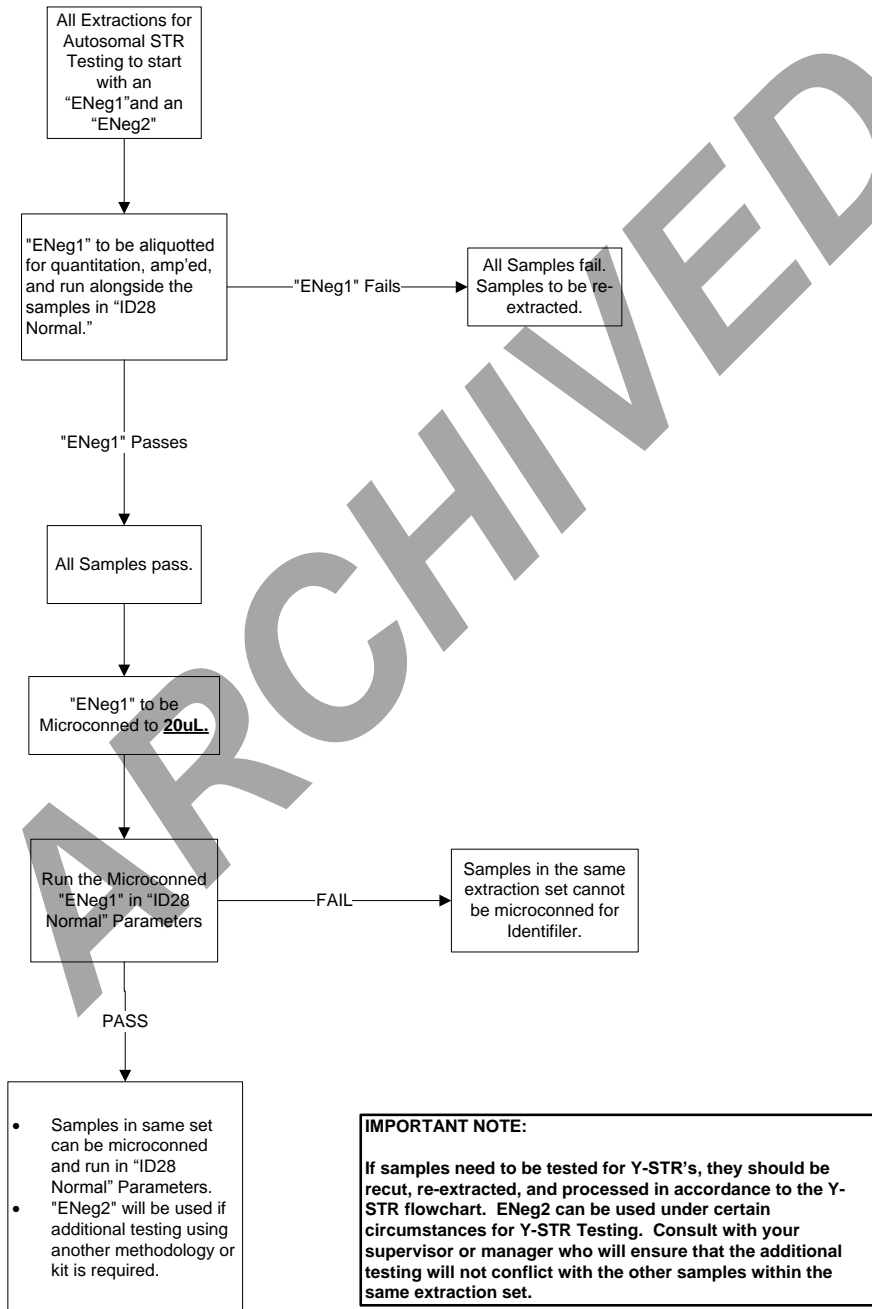 All Extractions for
Autosomal STR
Testing to start
with an
“ENeg1”and an
“ENeg2"
"ENeg1” to be aliquotted
for quantitation, amp’ed,
and run alongside the
samples in “ID28
Normal.”
"ENeg1" Fails
All Samples fail.
Samples to be re-
extracted.
"ENeg1" Passes
All Samples pass.
"ENeg1" to be
Microconned to 20uL.
Run the Microconned
"ENeg1" in “ID28
Normal” Parameters
FAIL
Samples in the same
extraction set cannot
be microconned for
Identifiler.
PASS
• Samples in same set
can be microconned
and run in “ID28
Normal” Parameters.
• "ENeg2" will be used if
additional testing using
another methodology or
kit is required.
IMPORTANT NOTE:
If samples need to be tested for Y-STR’s, they should be
recut, re-extracted, and processed in accordance to the Y-
STR flowchart.  ENeg2 can be used under certain
circumstances for Y-STR Testing.  Consult with your
supervisor or manager who will ensure that the additional
testing will not conflict with the other samples within the
same extraction set.
ARCHIVED